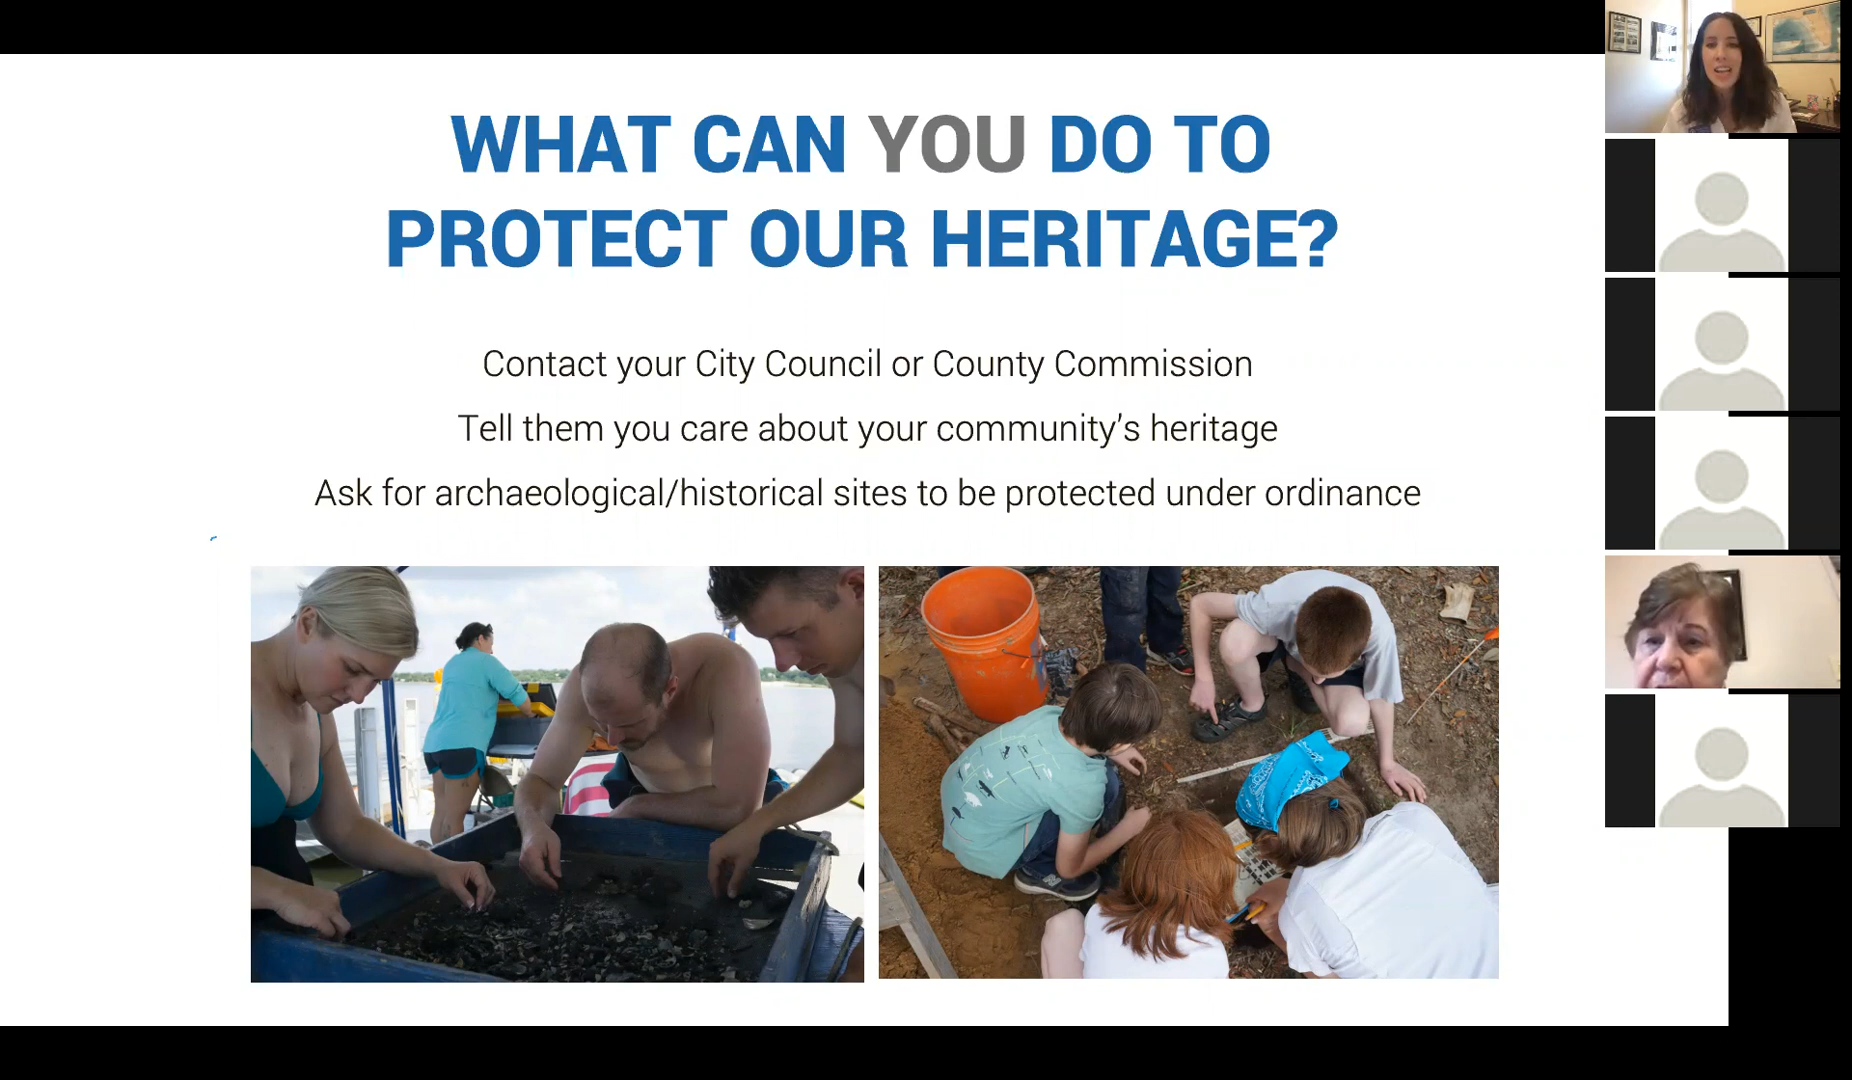 WHAT CAN YOU DO TO
PROTECT OUR HERITAGE?
Contact your City Council or County Commission
Tell them you care about your community’s heritage
Ask for archaeological/historical sites to be protected under ordinance